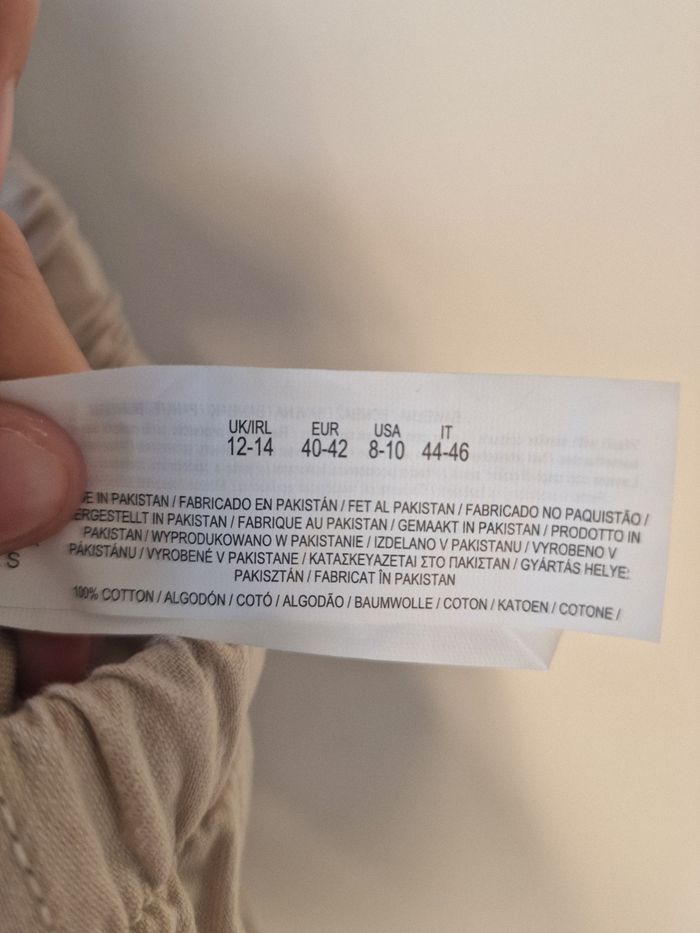 UK/IRL EUR USA IT
12-14 40-42 8-10 44-46
IN PAKISTAN / FABRICADO EN PAKISTÁN / FET AL PAKISTAN / FABRICADO NO PAQUISTÃO /
ERGESTELLT IN PAKISTAN / FABRIQUE AU PAKISTAN / GEMAAKT IN PAKISTAN / PRODOTTO IN
PAKISTAN / WYPRODUKOWANO W PAKISTANIE / IZDELANO V PAKISTANU / VYROBENO V
PÁKISTÁNU / VYROBENÉ V PAKISTANE / ΚΑΤΑΣΚΕΥΑΖΕΤΑΙ ΣΤΟ ΠΑΚΙΣΤΑΝ / GYÁRTÁS HELYE:
PAKISZTÁN / FABRICAT ÎN PAKISTAN
S
100% COTTON / ALGODÓN / COTÓ / ALGODÃO / BAUMWOLLE / COTON / KATOEN / COTONE /